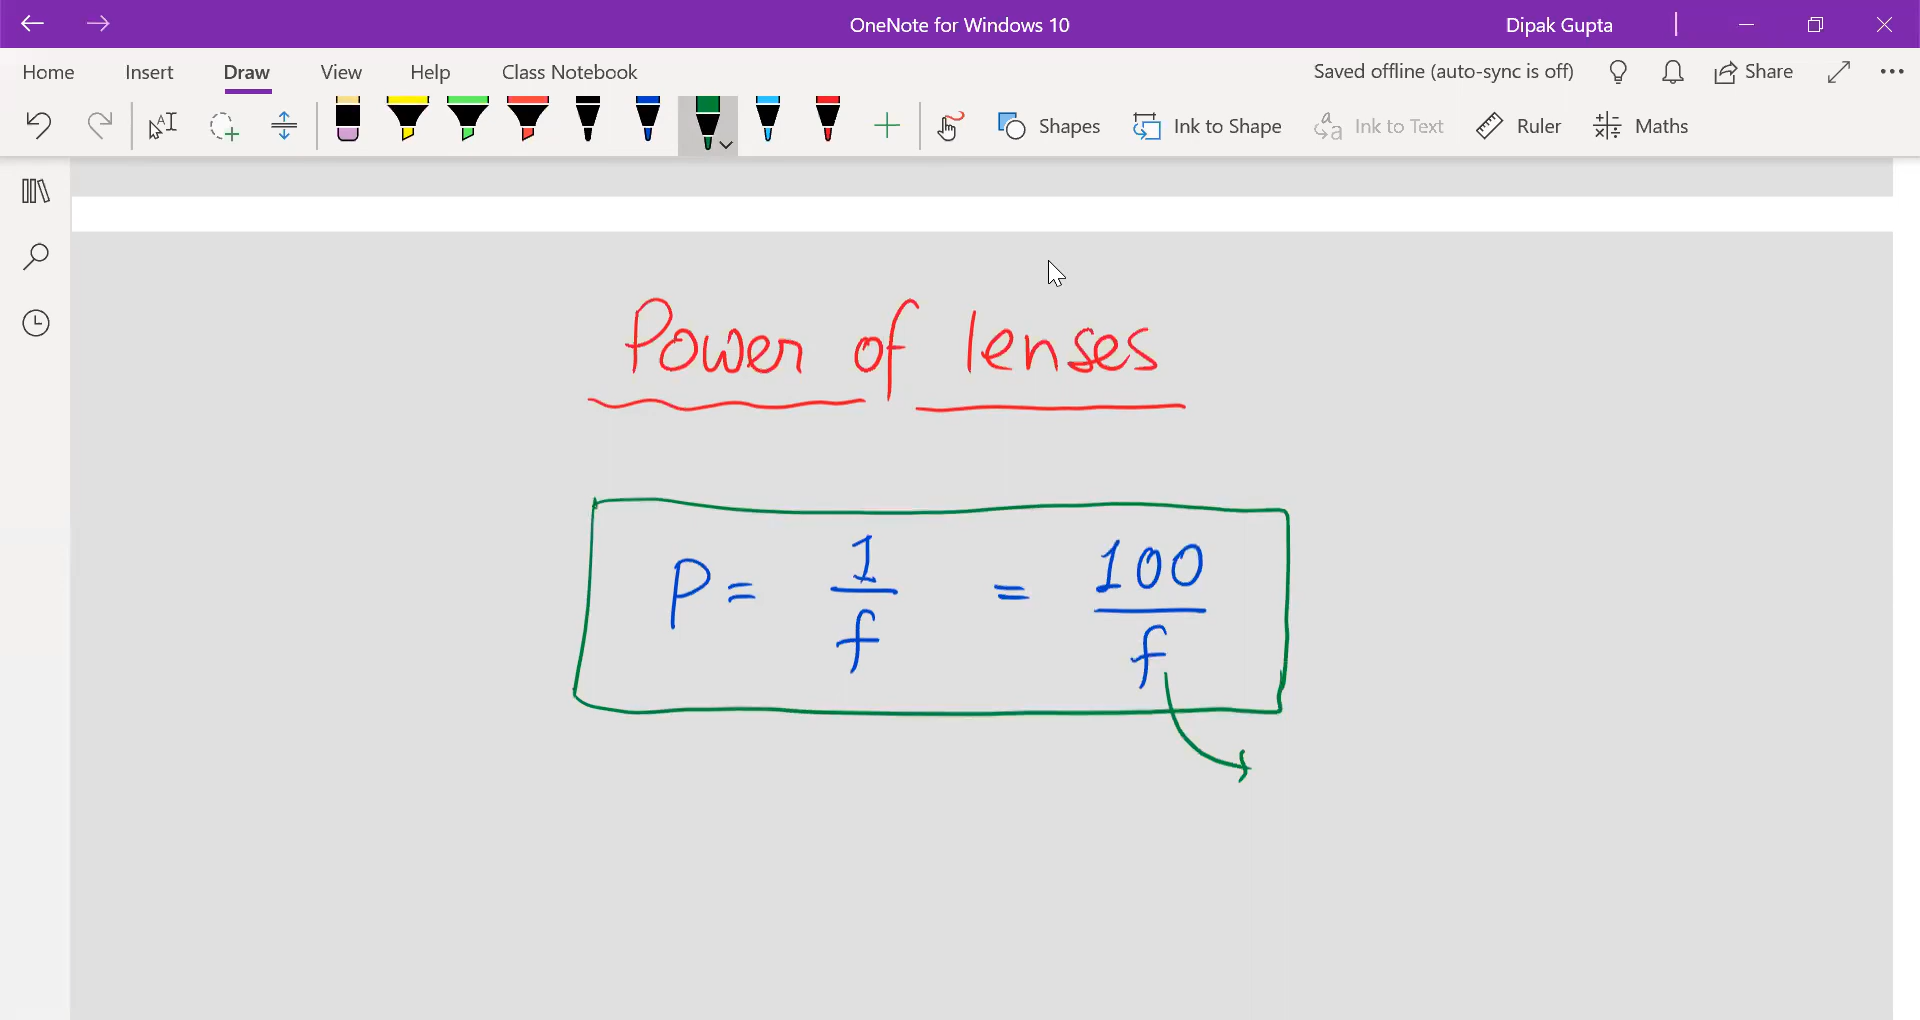 OneNote for Windows 10
Dipak Gupta
Home Insert Draw View Help Class Notebook
Saved offline (auto-sync is off) Share
Shapes Ink to Shape Ink to Text Ruler Maths
Power of lenses
P = 1/f = 100/f